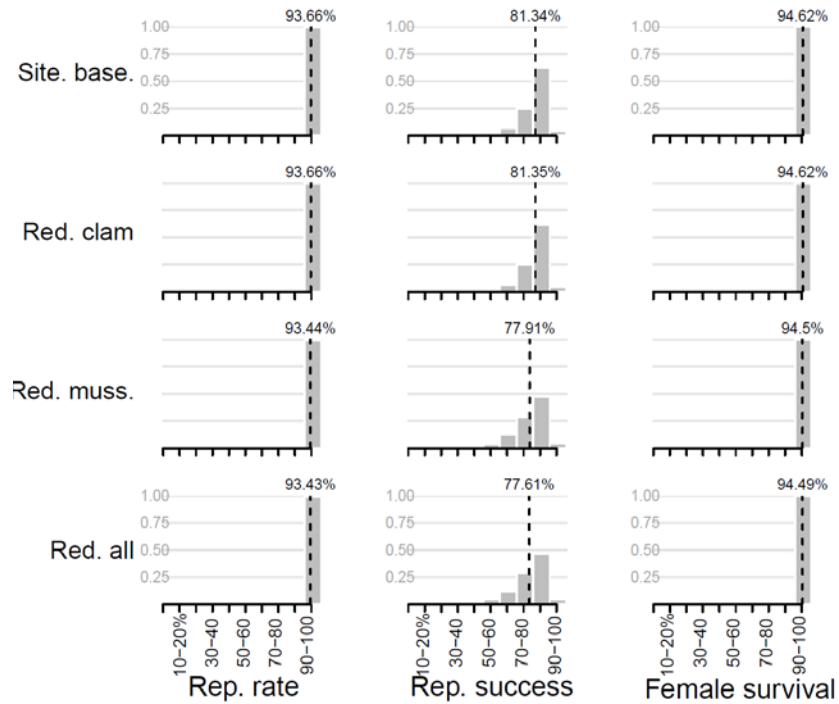 93.66% 81.34% 94.62%
Site. base.
1.00 1.00 1.00
0.75 0.75 0.75
0.50 0.50 0.50
0.25 0.25 0.25
93.66% 81.35% 94.62%
Red. clam
93.44% 77.91% 94.5%
Red. muss.
93.43% 77.61% 94.49%
Red. all
1.00 1.00 1.00
0.75 0.75 0.75
0.50 0.50 0.50
0.25 0.25 0.25
10−20% 30−40 50−60 70−80 90−100 10−20% 30−40 50−60 70−80 90−100 10−20% 30−40 50−60 70−80 90−100
Rep. rate Rep. success Female survival